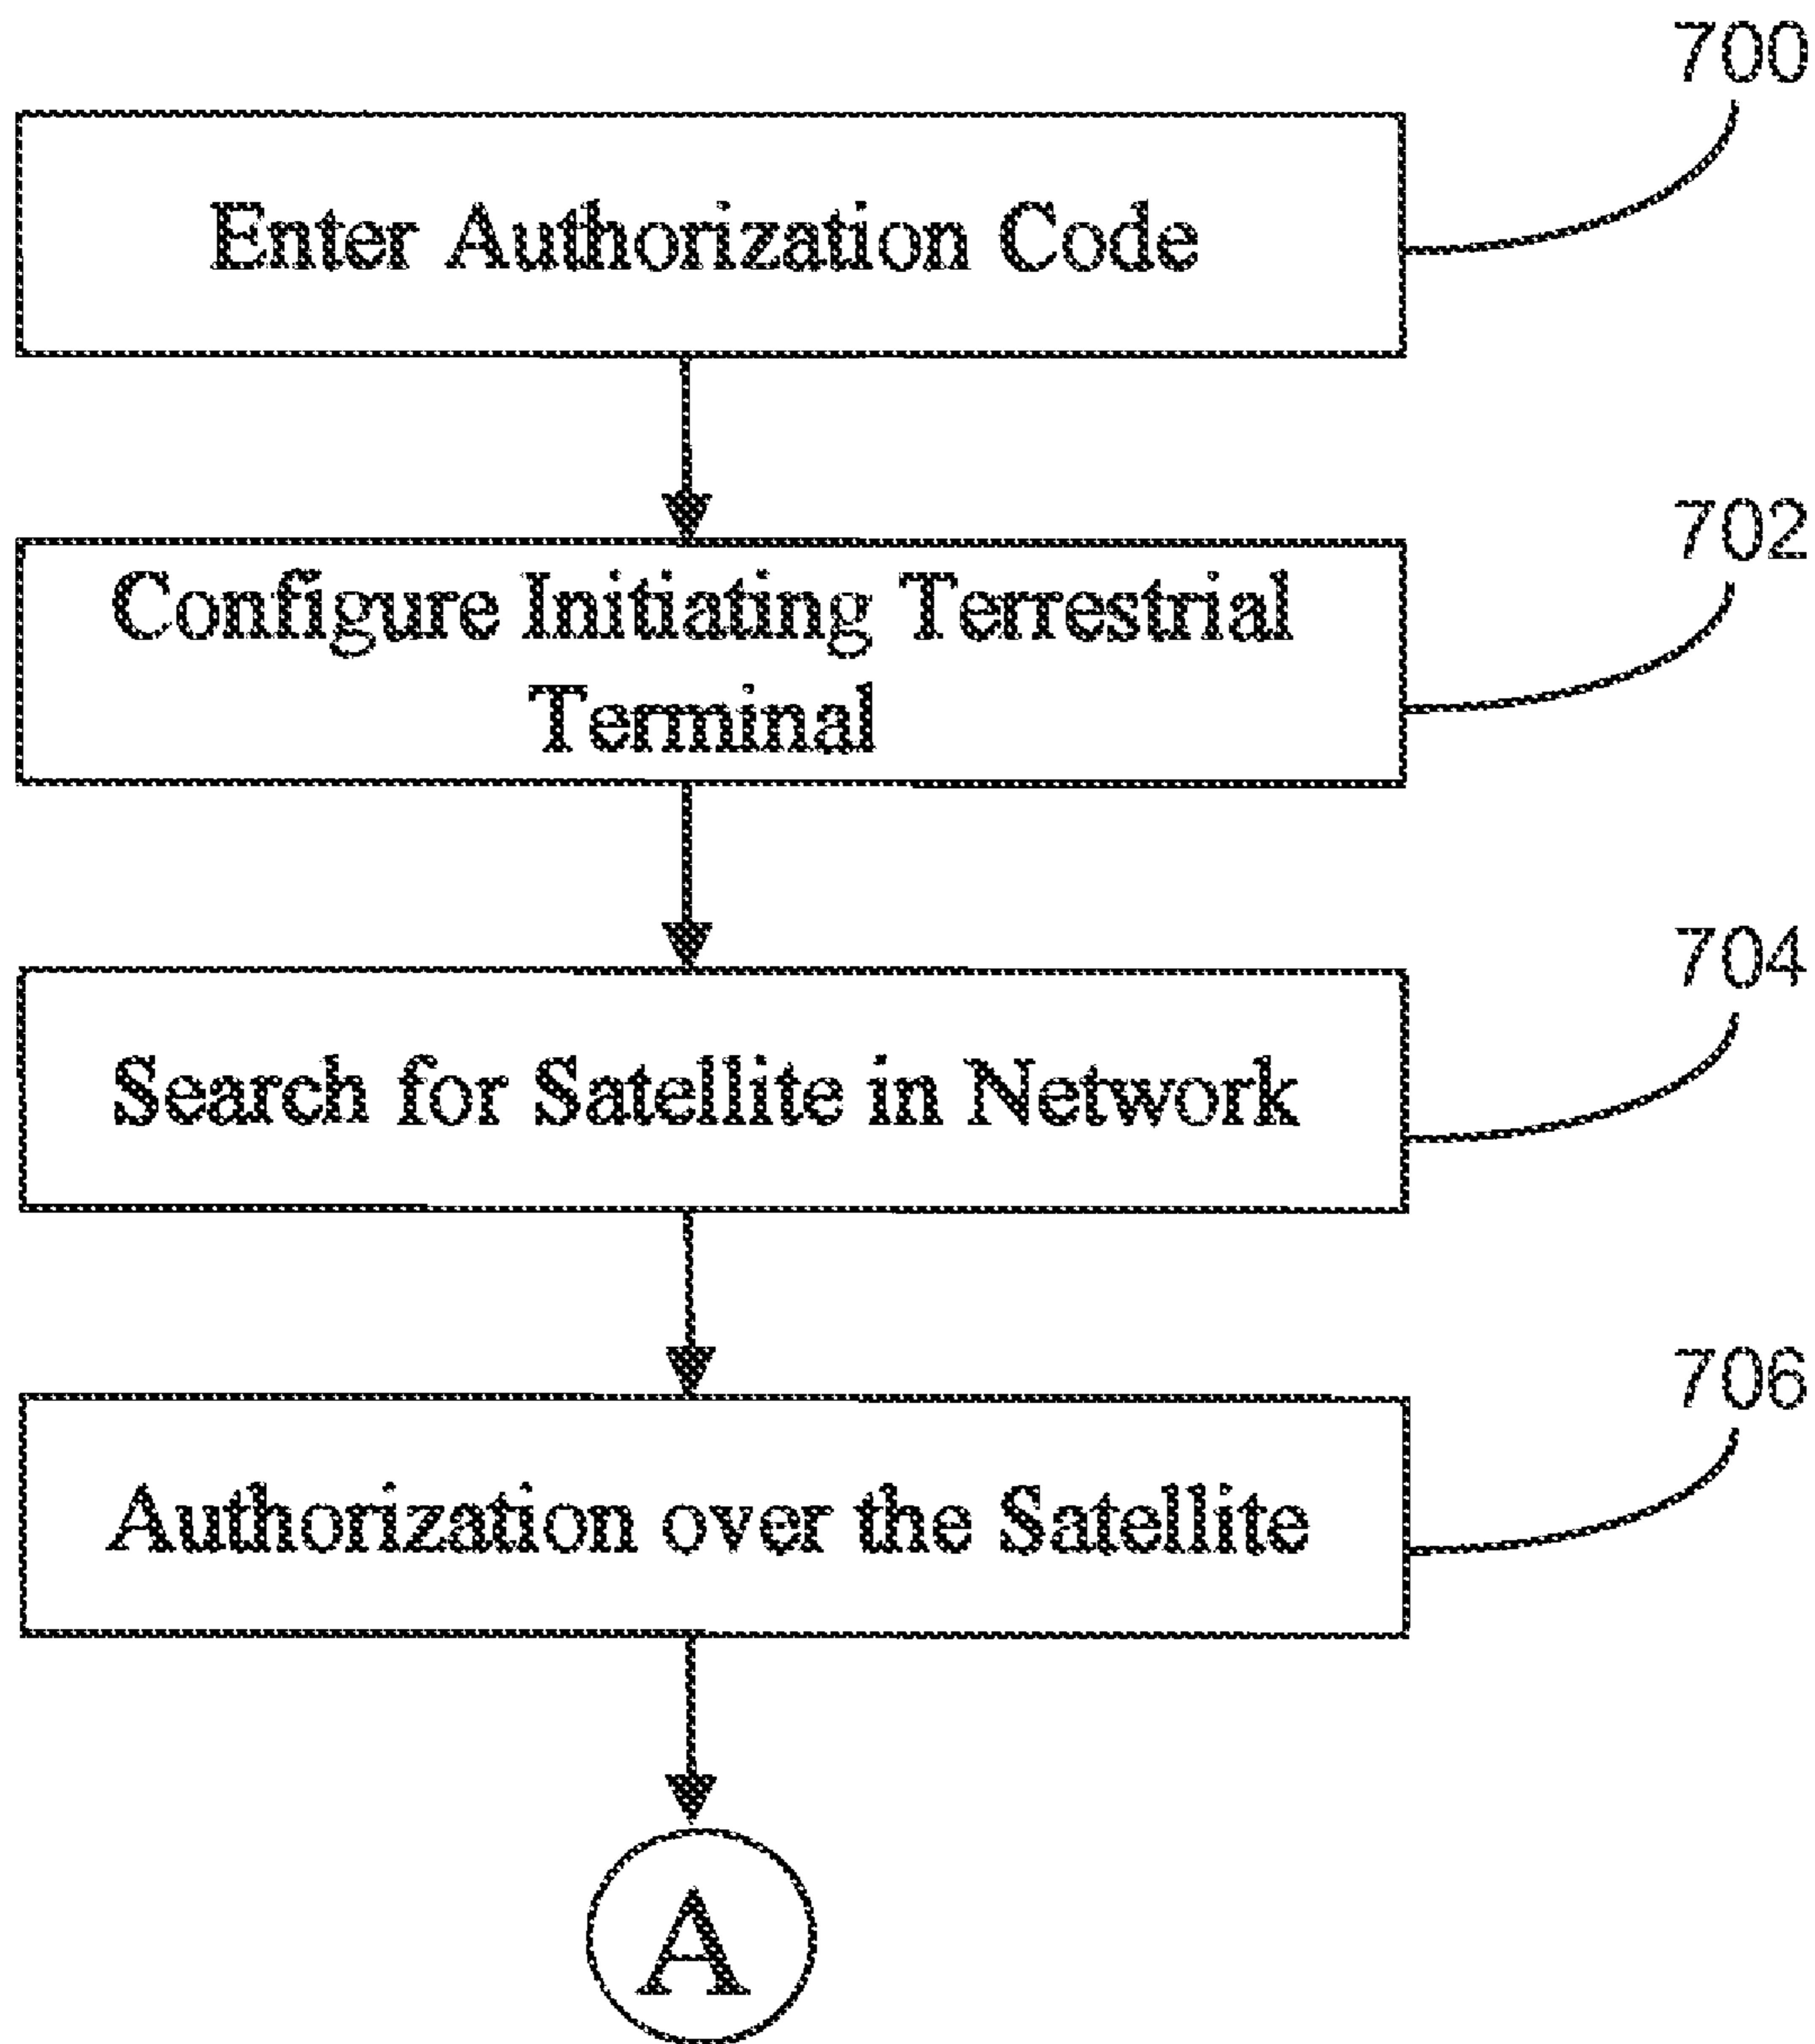 700
Enter Authorization Code
702
Configure Initiating Terrestrial
Terminal
704
Search for Satellite in Network
706
Authorization over the Satellite
A